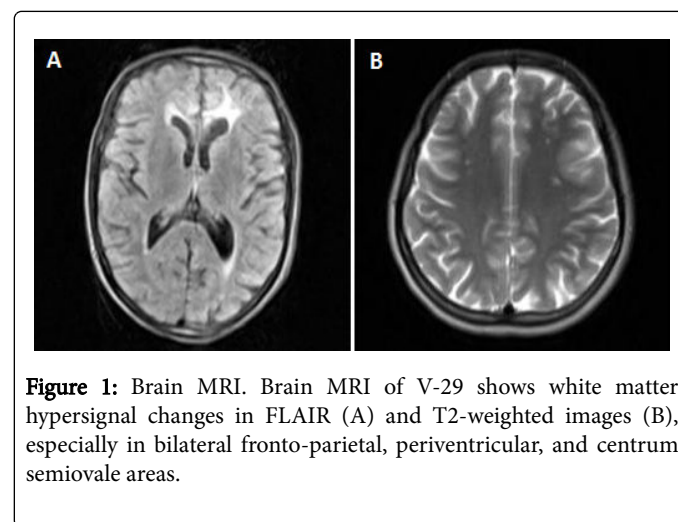 A
B
Figure 1: Brain MRI. Brain MRI of V-29 shows white matter
hypersignal changes in FLAIR (A) and T2-weighted images (B),
especially in bilateral fronto-parietal, periventricular, and centrum
semiovale areas.